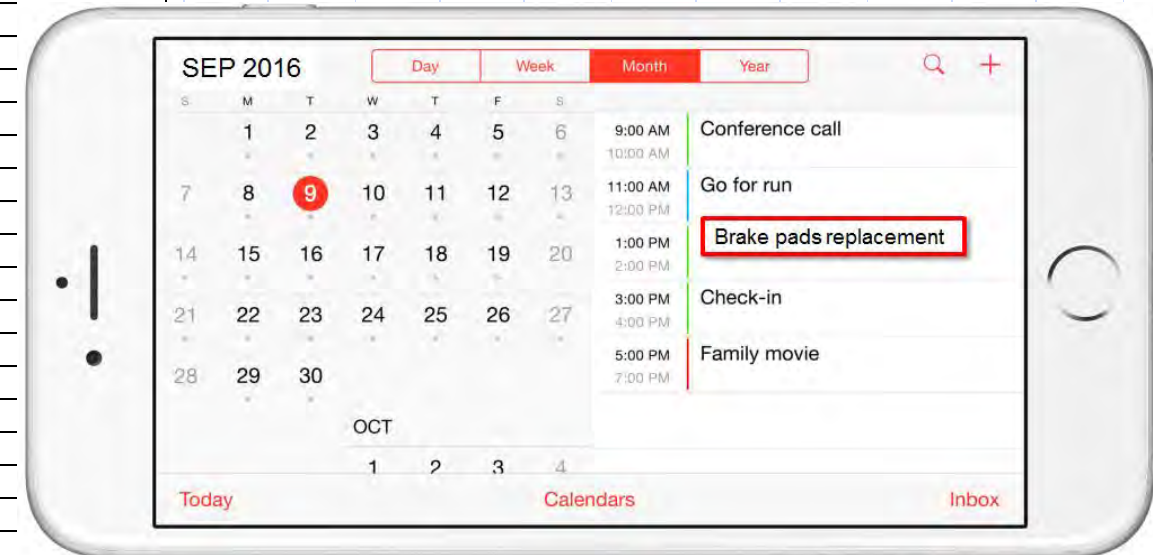 SEP 2016 Day Week Month Year
S M T W T F S
1 2 3 4 5 6
7 8 9 10 11 12 13
14 15 16 17 18 19 20
21 22 23 24 25 26 27
28 29 30
OCT
1 2 3 4
9:00 AM Conference call
10:00 AM
11:00 AM Go for run
12:00 PM
1:00 PM Brake pads replacement
2:00 PM
3:00 PM Check-in
4:00 PM
5:00 PM Family movie
7:00 PM
Today Calendars Inbox